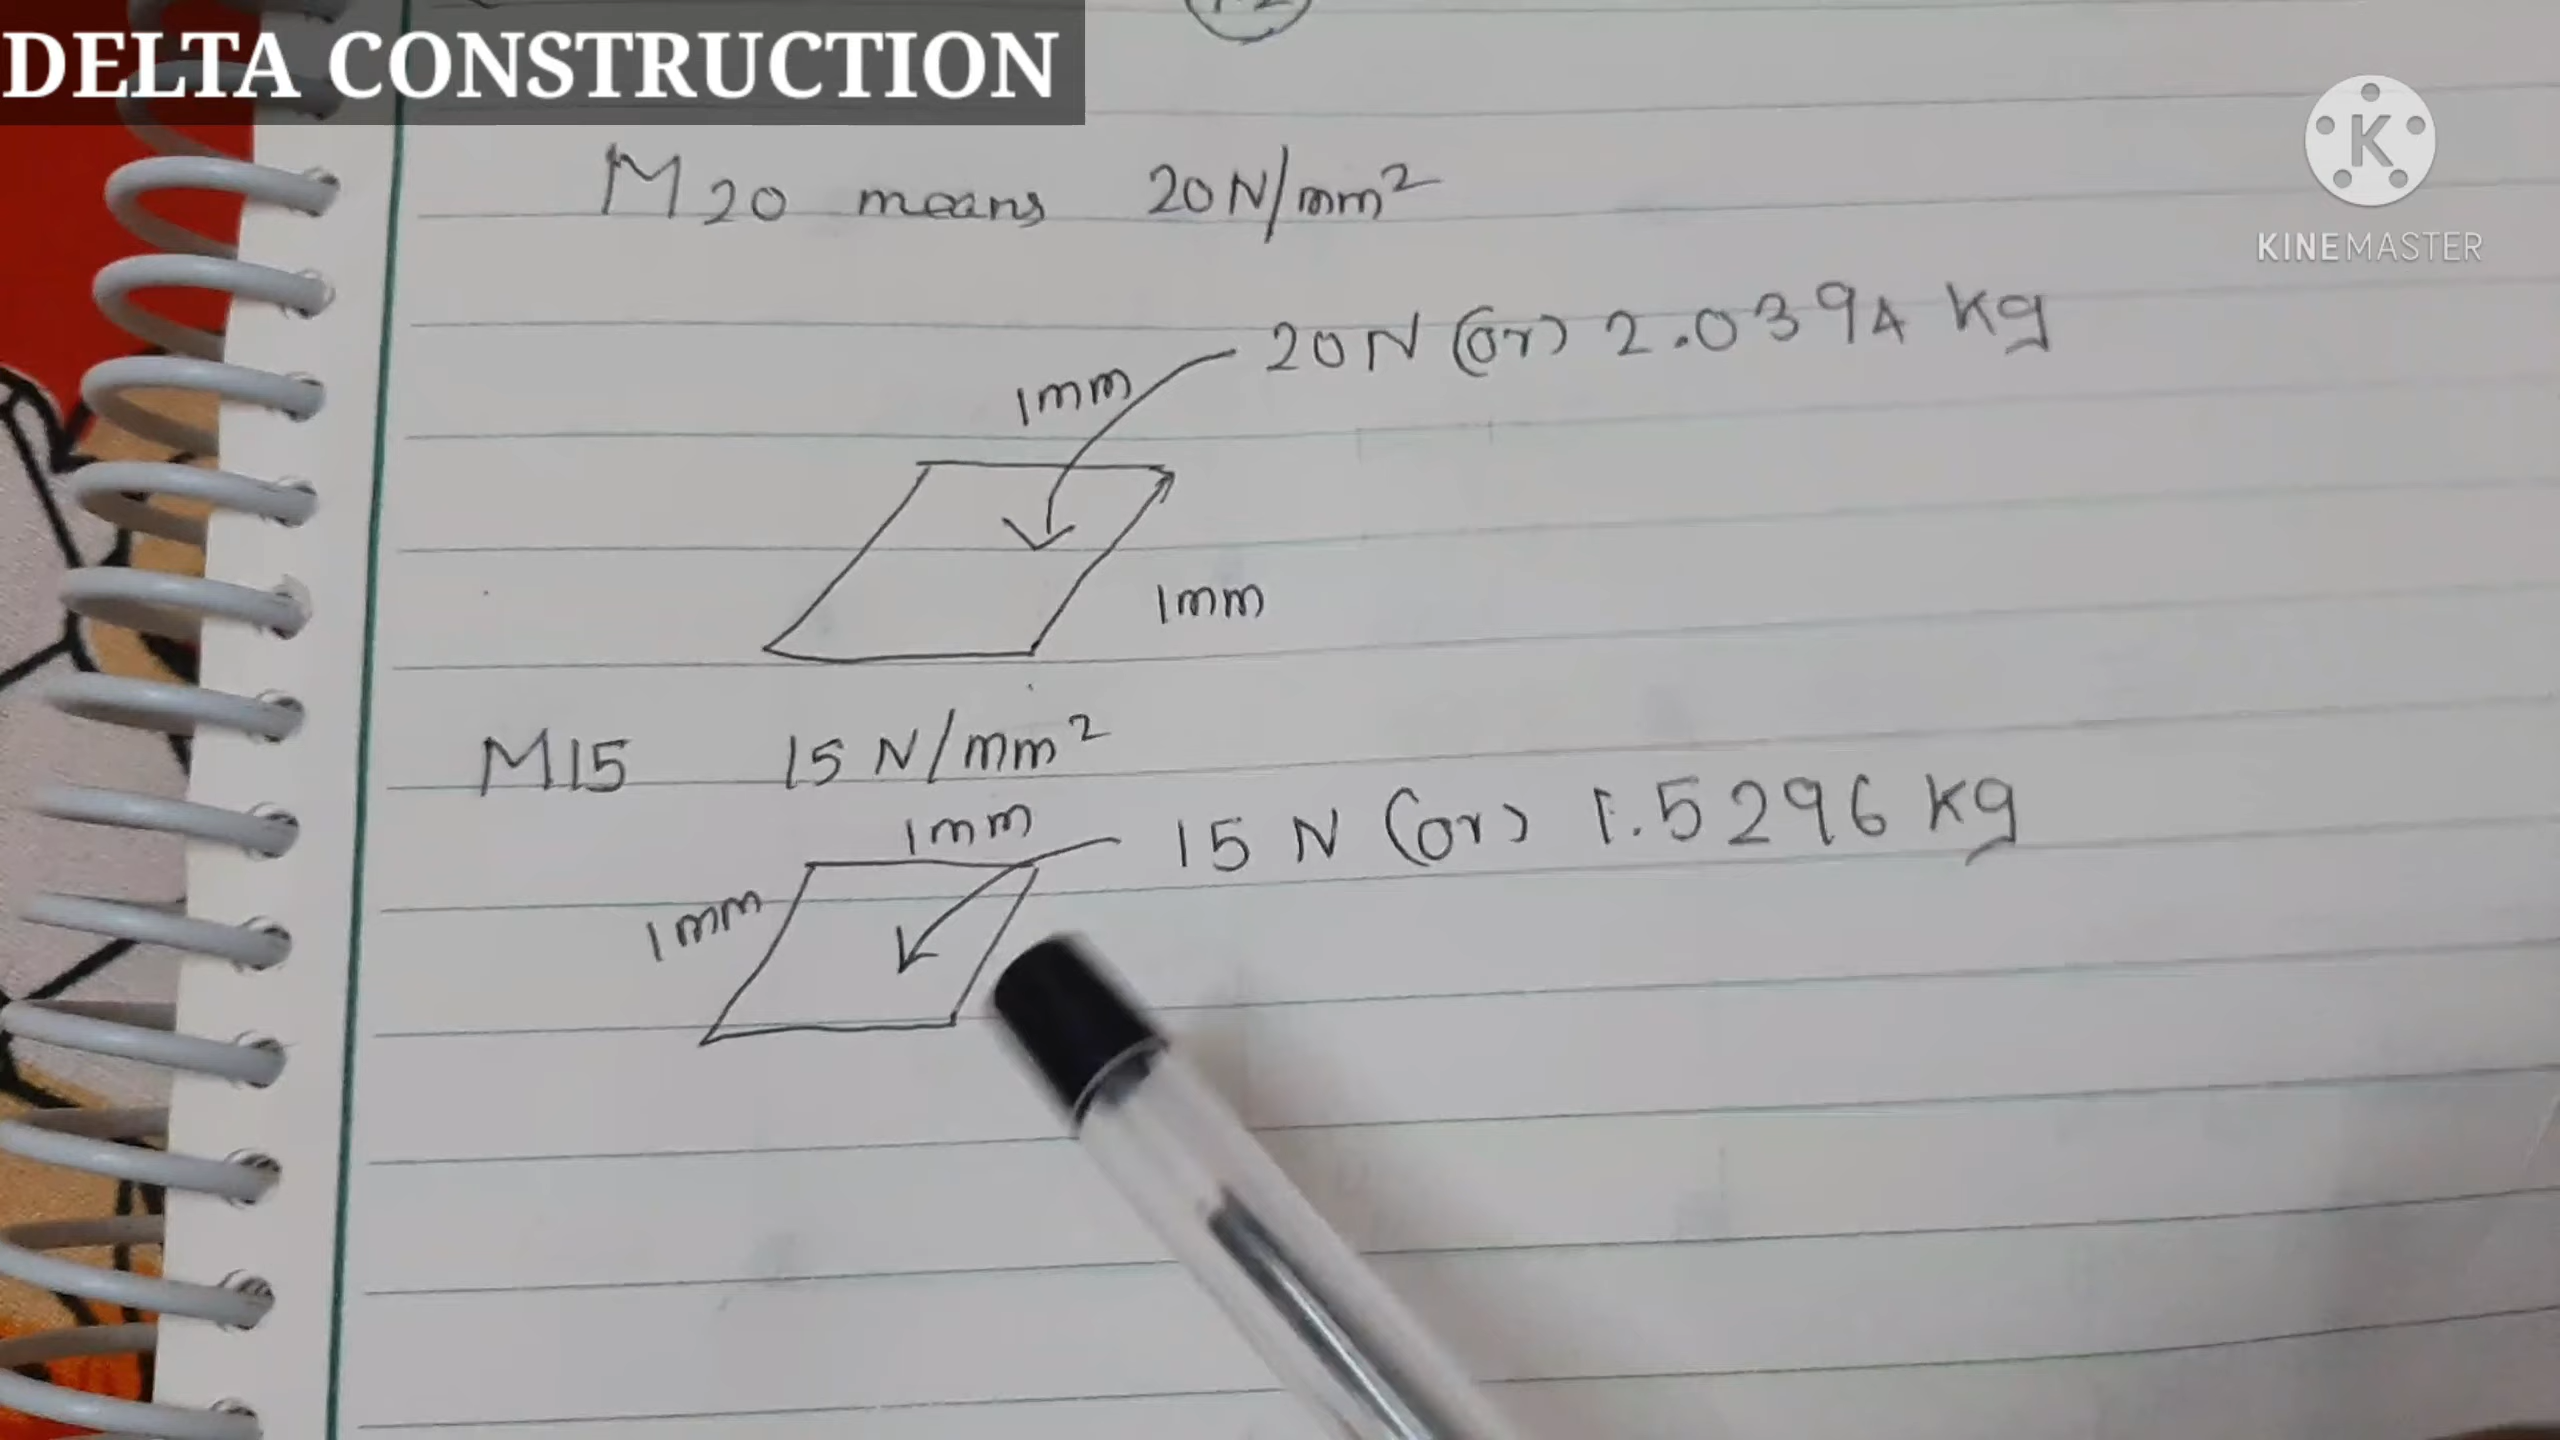 DELTA CONSTRUCTION
KINEMASTER
M20 means 20N/mm²
20N (or) 2.0394 kg
1mm
1mm
M15 15 N/mm²
1mm
15 N (or) 1.5296 kg
1mm